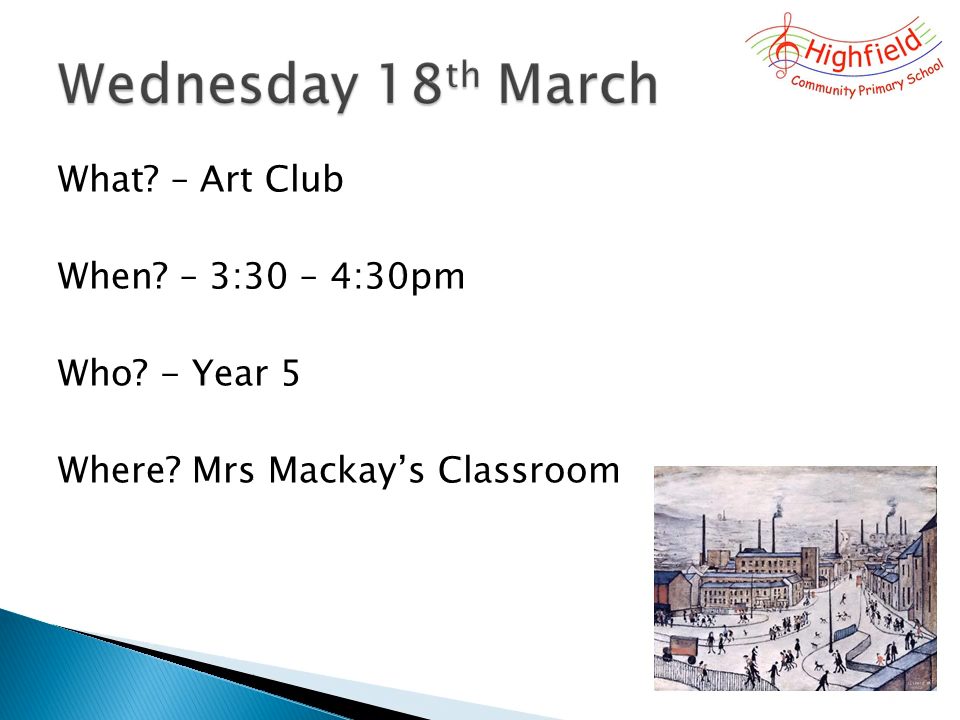 Wednesday 18th March
Highfield
Community Primary School
What? – Art Club
When? – 3:30 – 4:30pm
Who? - Year 5
Where? Mrs Mackay’s Classroom